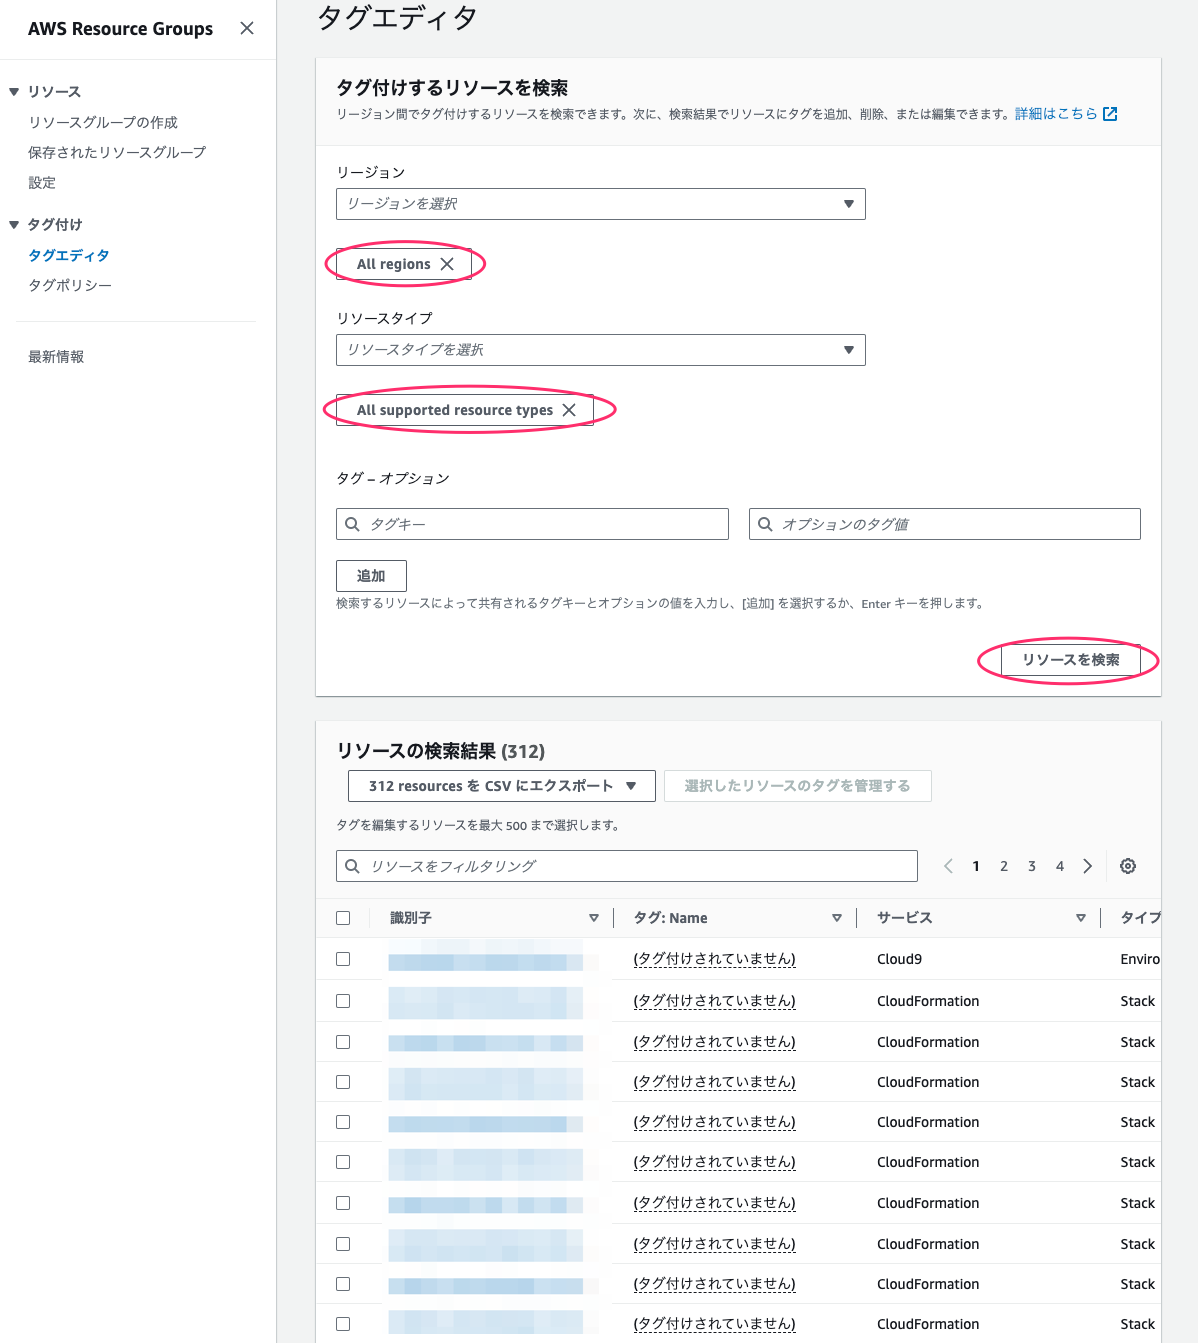 AWS Resource Groups
リソース
リソースグループの作成
保存されたリソースグループ
設定
タグ付け
タグエディタ
タグポリシー
最新情報
タグエディタ
タグ付けするリソースを検索
リージョン間でタグ付けするリソースを検索できます。次に、検索結果でリソースにタグを追加、削除、または編集できます。詳細はこちら
リージョン
リージョンを選択
All regions
リソースタイプ
リソースタイプを選択
All supported resource types
タグ – オプション
タグキー
オプションのタグ値
追加
検索するリソースによって共有されるタグキーとオプションの値を入力し、[追加] を選択するか、Enter キーを押します。
リソースを検索
リソースの検索結果 (312)
312 resources を CSV にエクスポート
選択したリソースのタグを管理する
タグを編集するリソースを最大 500 まで選択します。
リソースをフィルタリング
1 2 3 4
識別子 タグ: Name サービス タイプ
(タグ付けされていません) Cloud9 Enviro
(タグ付けされていません) CloudFormation Stack
(タグ付けされていません) CloudFormation Stack
(タグ付けされていません) CloudFormation Stack
(タグ付けされていません) CloudFormation Stack
(タグ付けされていません) CloudFormation Stack
(タグ付けされていません) CloudFormation Stack
(タグ付けされていません) CloudFormation Stack
(タグ付けされていません) CloudFormation Stack
(タグ付けされていません) CloudFormation Stack